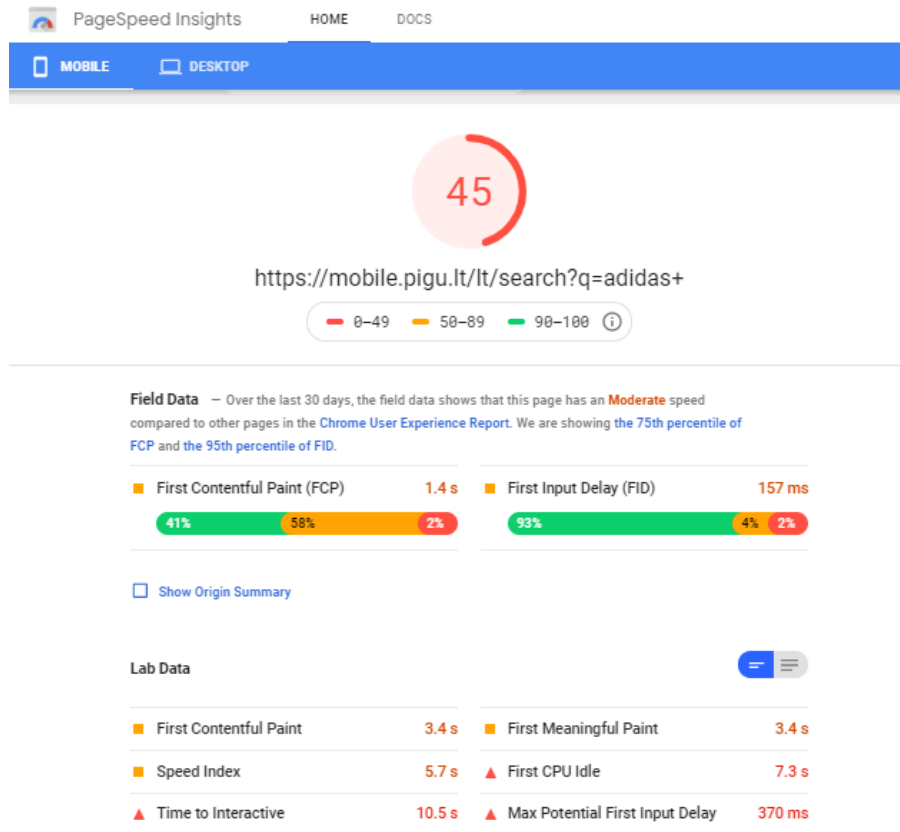 PageSpeed Insights HOME DOCS
MOBILE DESKTOP
45
https://mobile.pigu.lt/lt/search?q=adidas+
0–49 50–89 90–100
Field Data — Over the last 30 days, the field data shows that this page has an Moderate speed
compared to other pages in the Chrome User Experience Report. We are showing the 75th percentile of
FCP and the 95th percentile of FID.
First Contentful Paint (FCP) 1.4 s
41% 58% 2%
First Input Delay (FID) 157 ms
93% 4% 2%
Show Origin Summary
Lab Data
First Contentful Paint 3.4 s
First Meaningful Paint 3.4 s
Speed Index 5.7 s
First CPU Idle 7.3 s
Time to Interactive 10.5 s
Max Potential First Input Delay 370 ms